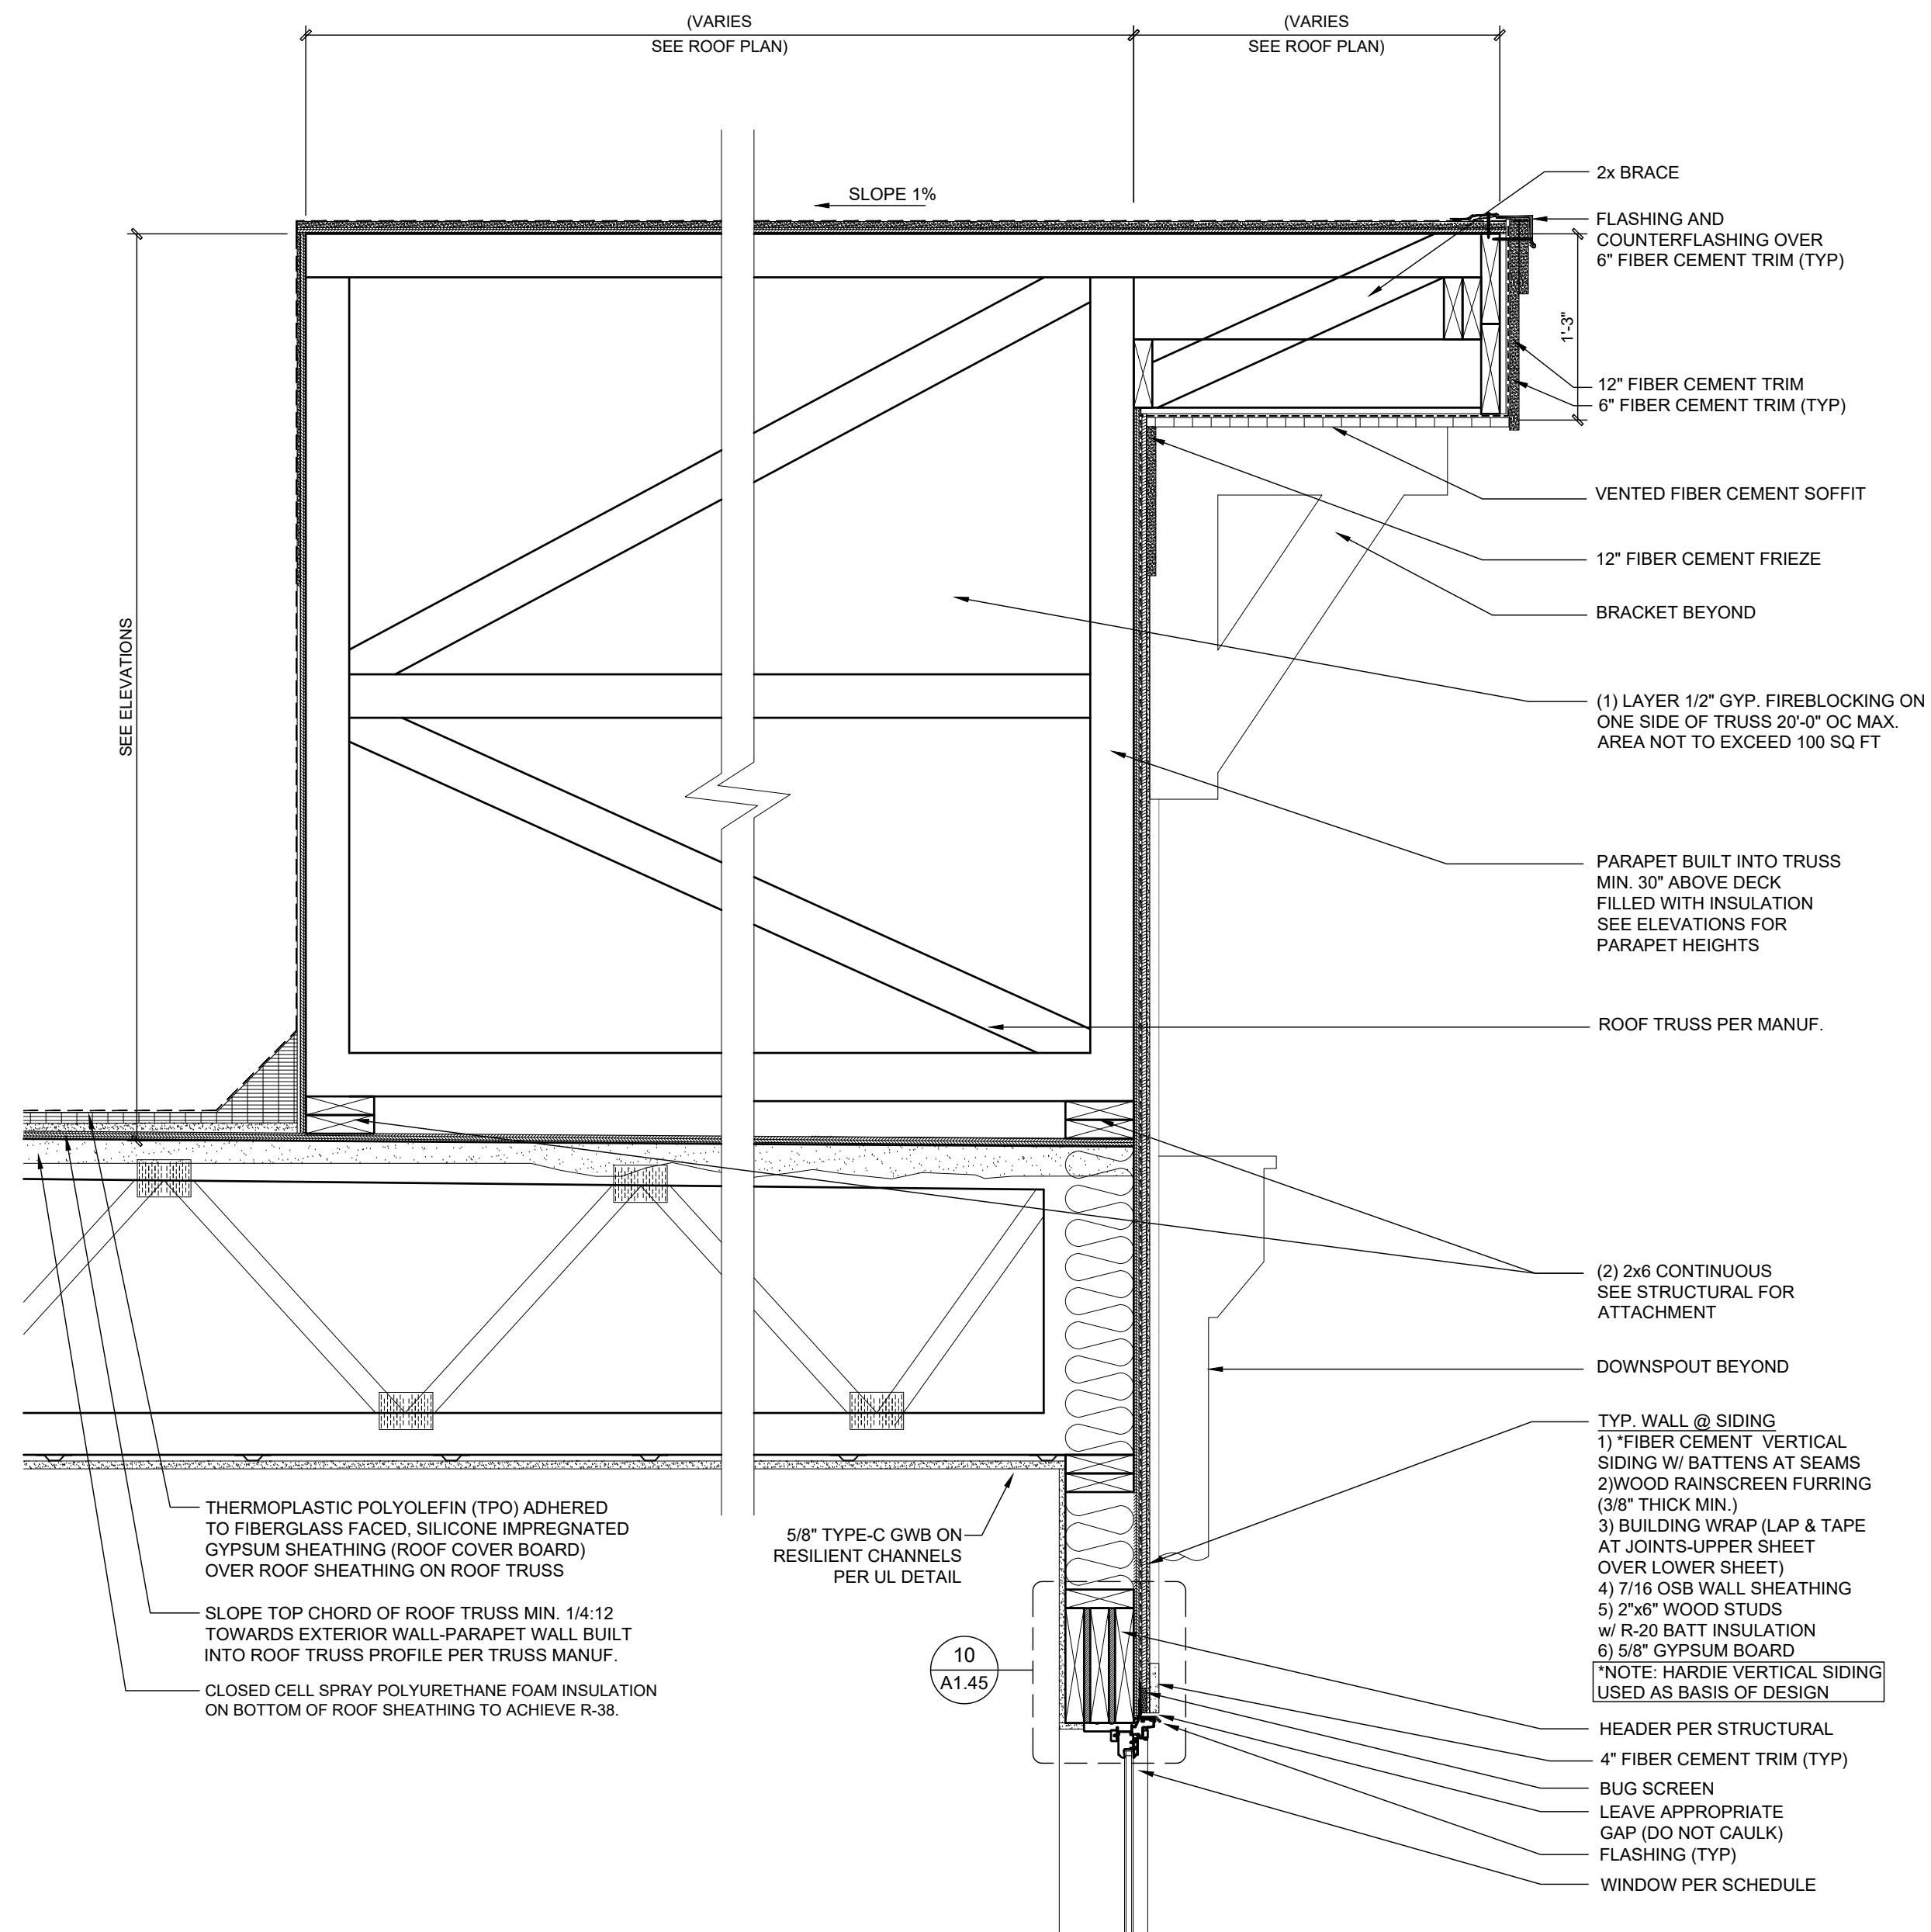 (VARIES
SEE ROOF PLAN)
(VARIES
SEE ROOF PLAN)
SLOPE 1%
2x BRACE
FLASHING AND
COUNTERFLASHING OVER
6" FIBER CEMENT TRIM (TYP)
1'-3"
12" FIBER CEMENT TRIM
6" FIBER CEMENT TRIM (TYP)
VENTED FIBER CEMENT SOFFIT
12" FIBER CEMENT FRIEZE
BRACKET BEYOND
SEE ELEVATIONS
(1) LAYER 1/2" GYP. FIREBLOCKING ON
ONE SIDE OF TRUSS 20'-0" OC MAX.
AREA NOT TO EXCEED 100 SQ FT
PARAPET BUILT INTO TRUSS
MIN. 30" ABOVE DECK
FILLED WITH INSULATION
SEE ELEVATIONS FOR
PARAPET HEIGHTS
ROOF TRUSS PER MANUF.
(2) 2x6 CONTINUOUS
SEE STRUCTURAL FOR
ATTACHMENT
DOWNSPOUT BEYOND
TYP. WALL @ SIDING
1) *FIBER CEMENT VERTICAL
SIDING W/ BATTENS AT SEAMS
2)WOOD RAINSCREEN FURRING
(3/8" THICK MIN.)
3) BUILDING WRAP (LAP & TAPE
AT JOINTS-UPPER SHEET
OVER LOWER SHEET)
4) 7/16 OSB WALL SHEATHING
5) 2"x6" WOOD STUDS
w/ R-20 BATT INSULATION
6) 5/8" GYPSUM BOARD
*NOTE: HARDIE VERTICAL SIDING
USED AS BASIS OF DESIGN
THERMOPLASTIC POLYOLEFIN (TPO) ADHERED
TO FIBERGLASS FACED, SILICONE IMPREGNATED
GYPSUM SHEATHING (ROOF COVER BOARD)
OVER ROOF SHEATHING ON ROOF TRUSS
SLOPE TOP CHORD OF ROOF TRUSS MIN. 1/4:12
TOWARDS EXTERIOR WALL-PARAPET WALL BUILT
INTO ROOF TRUSS PROFILE PER TRUSS MANUF.
CLOSED CELL SPRAY POLYURETHANE FOAM INSULATION
ON BOTTOM OF ROOF SHEATHING TO ACHIEVE R-38.
5/8" TYPE-C GWB ON
RESILIENT CHANNELS
PER UL DETAIL
10
A1.45
HEADER PER STRUCTURAL
4" FIBER CEMENT TRIM (TYP)
BUG SCREEN
LEAVE APPROPRIATE
GAP (DO NOT CAULK)
FLASHING (TYP)
WINDOW PER SCHEDULE